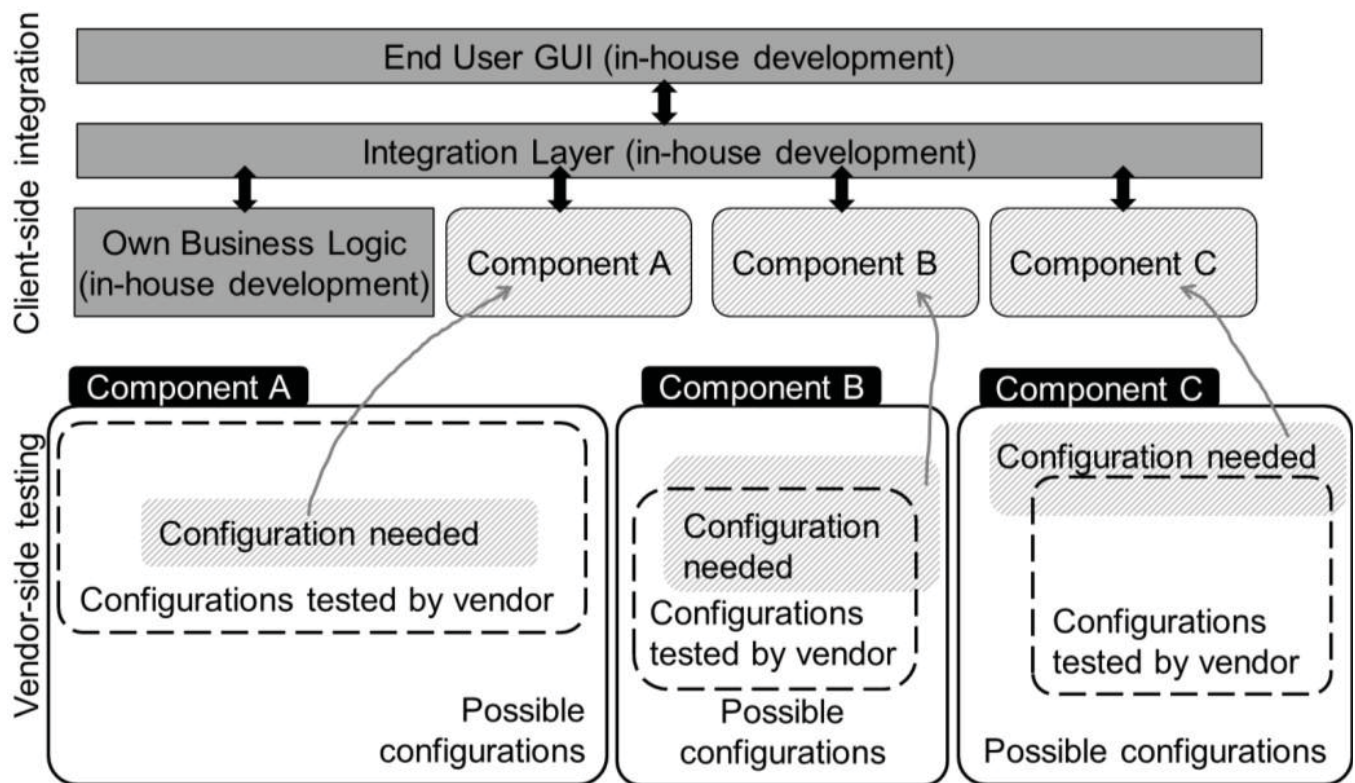 Client-side integration
End User GUI (in-house development)
Integration Layer (in-house development)
Own Business Logic
(in-house development)
Component A
Component B
Component C
Vendor-side testing
Component A
Configuration needed
Configurations tested by vendor
Possible
configurations
Component B
Configuration
needed
Configurations
tested by vendor
Possible
configurations
Component C
Configuration needed
Configurations
tested by vendor
Possible configurations